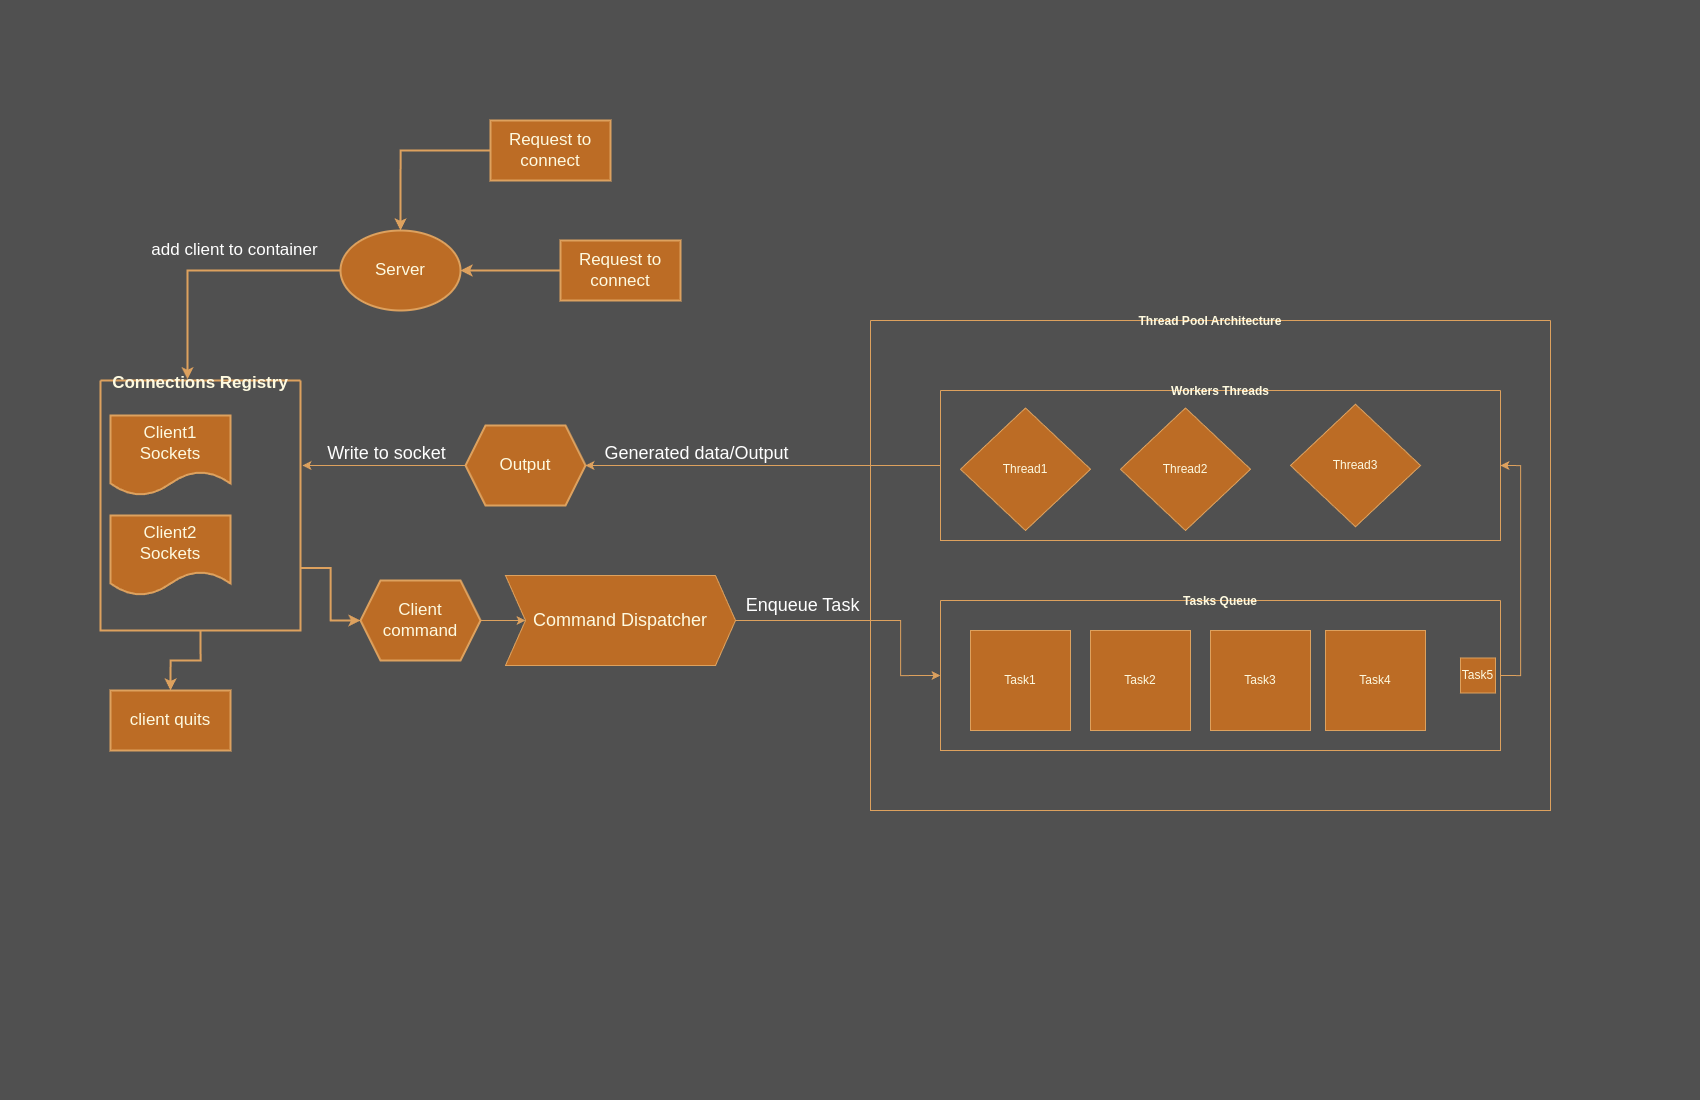 Request to
connect
add client to container
Server
Request to
connect
Thread Pool Architecture
Connections Registry
Workers Threads
Client1
Sockets
Write to socket
Output
Generated data/Output
Thread1
Thread2
Thread3
Client2
Sockets
Client
command
Command Dispatcher
Enqueue Task
Tasks Queue
Task1
Task2
Task3
Task4
Task5
client quits